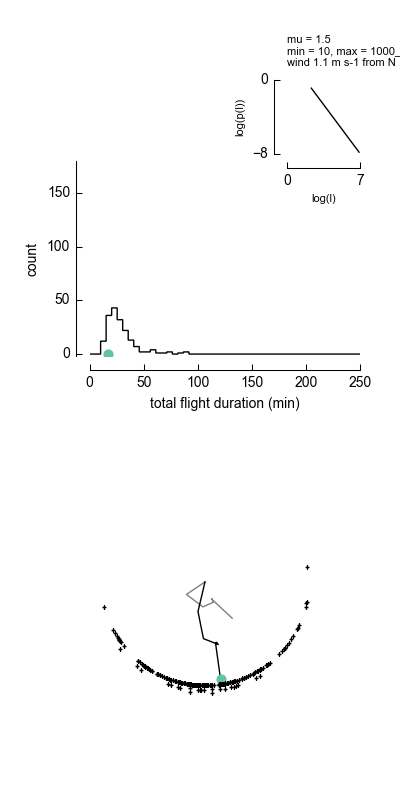 mu = 1.5
min = 10, max = 1000_
wind 1.1 m s-1 from N
0
log(p(l))
−8
0
7
log(l)
150
100
count
50
0
0
50
100
150
200
250
total flight duration (min)